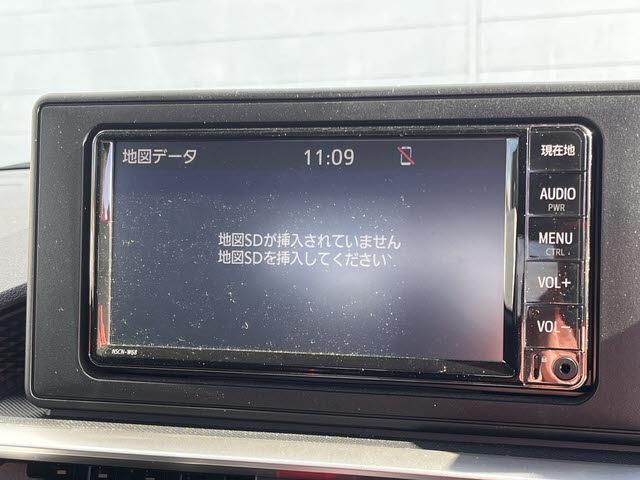 地図データ 11:09
現在地
AUDIO
PWR
地図SDが挿入されていません
地図SDを挿入してください
MENU
CTRL
VOL+
VOL−
NSCN-W68